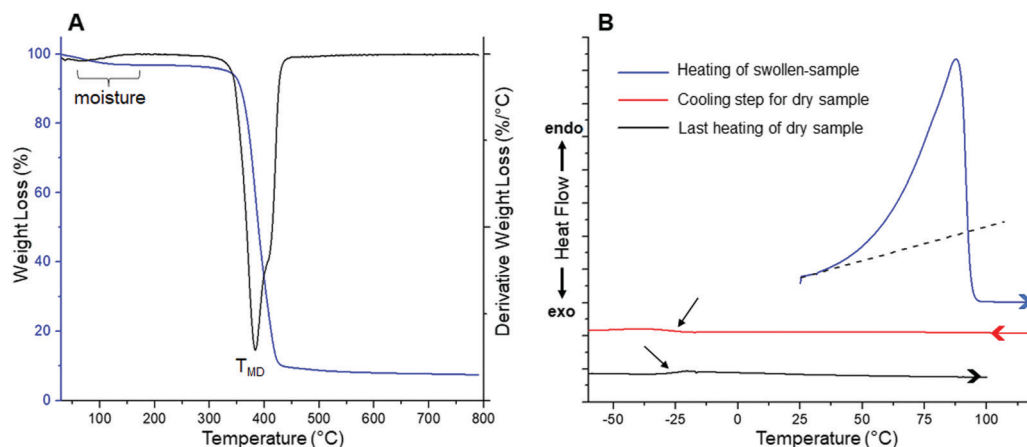 A
100
80
60
40
20
0
Weight Loss (%)
moisture
T_MD
100 200 300 400 500 600 700 800
Temperature (°C)
Derivative Weight Loss (%/°C)
B
Heating of swollen-sample
Cooling step for dry sample
Last heating of dry sample
endo
Heat Flow
exo
-50 -25 0 25 50 75 100
Temperature (°C)